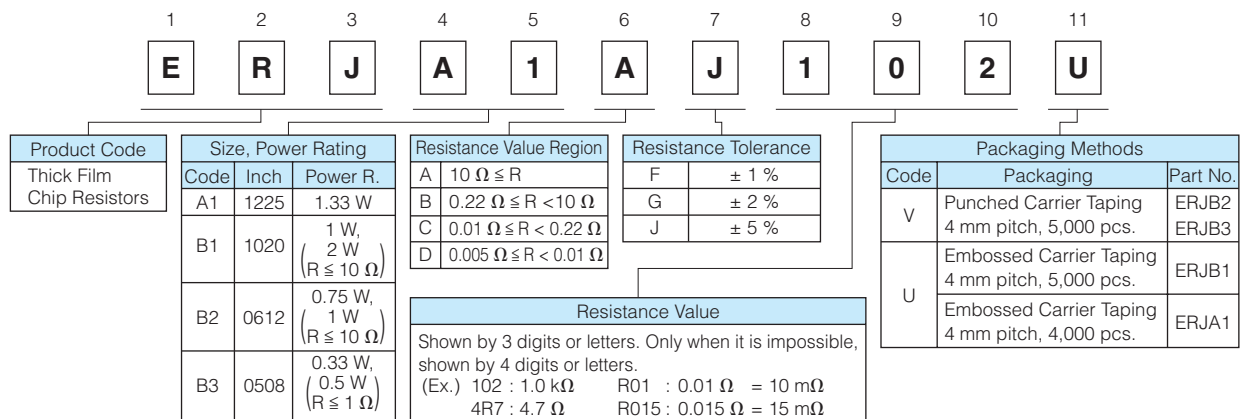 1 2 3 4 5 6 7 8 9 10 11
E R J A 1 A J 1 0 2 U
Product Code
Thick Film
Chip Resistors
Size, Power Rating
Code Inch Power R.
A1 1225 1.33 W
B1 1020 1 W,
2 W
(R ≦ 10 Ω)
B2 0612 0.75 W,
1 W
(R ≦ 10 Ω)
B3 0508 0.33 W,
0.5 W
(R ≦ 1 Ω)
Resistance Value Region
A 10 Ω ≦ R
B 0.22 Ω ≦ R <10 Ω
C 0.01 Ω ≦ R < 0.22 Ω
D 0.005 Ω ≦ R < 0.01 Ω
Resistance Tolerance
F ± 1 %
G ± 2 %
J ± 5 %
Resistance Value
Shown by 3 digits or letters. Only when it is impossible,
shown by 4 digits or letters.
(Ex.) 102 : 1.0 kΩ R01 : 0.01 Ω = 10 mΩ
4R7 : 4.7 Ω R015 : 0.015 Ω = 15 mΩ
Packaging Methods
Code Packaging Part No.
V Punched Carrier Taping
4 mm pitch, 5,000 pcs.
ERJB2
ERJB3
U Embossed Carrier Taping
4 mm pitch, 5,000 pcs.
ERJB1
Embossed Carrier Taping
4 mm pitch, 4,000 pcs.
ERJA1